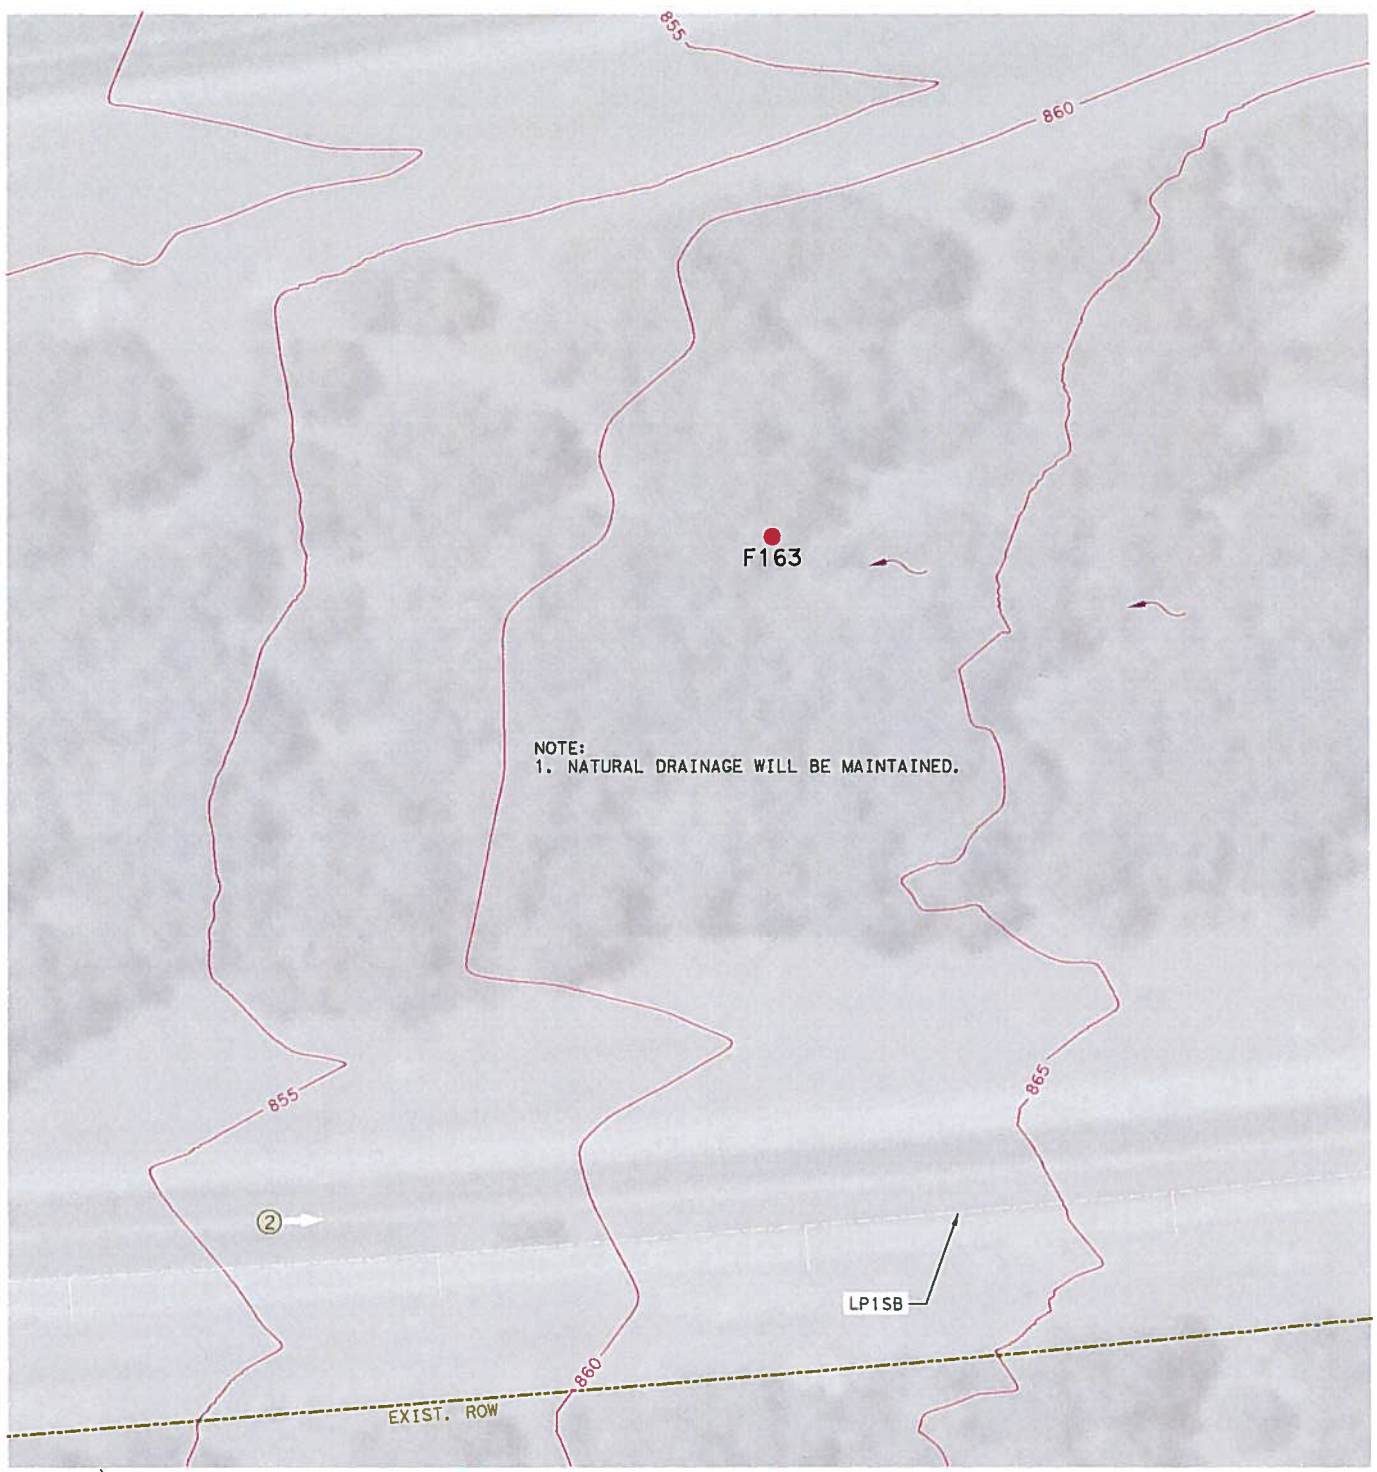 855
860
F163
NOTE:
1. NATURAL DRAINAGE WILL BE MAINTAINED.
865
855
2
LP1SB
860
EXIST. ROW